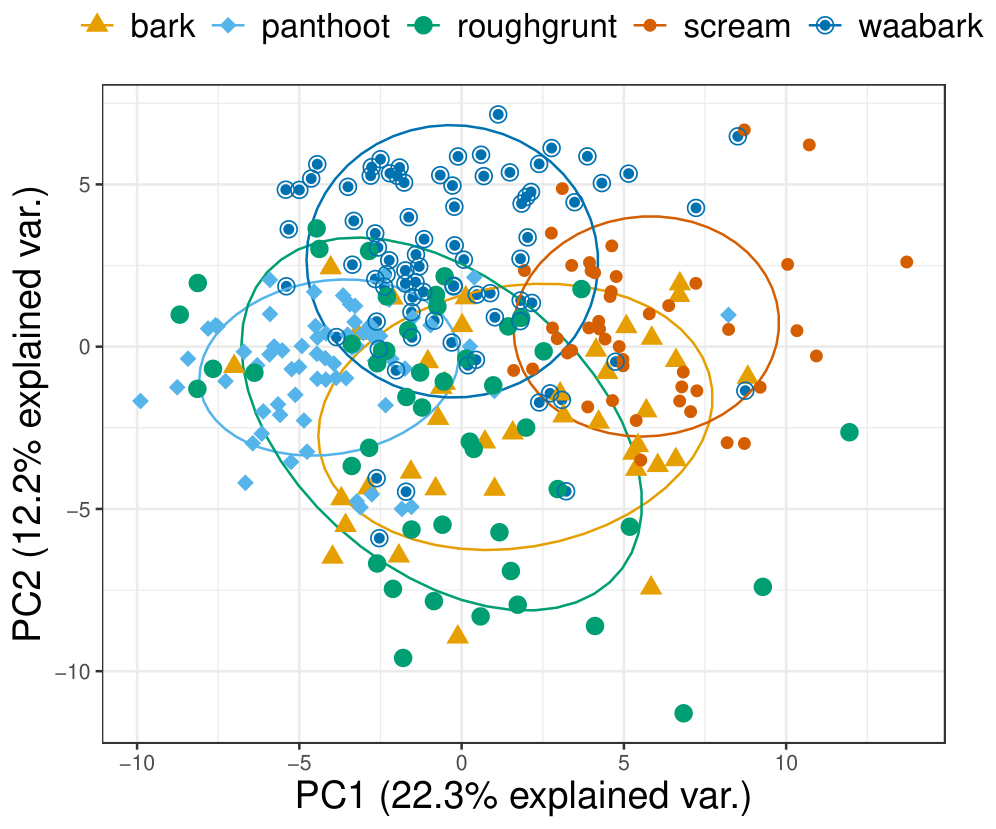 bark panthoot roughgrunt scream waabark
5
0
−5
−10
PC2 (12.2% explained var.)
−10 −5 0 5 10
PC1 (22.3% explained var.)